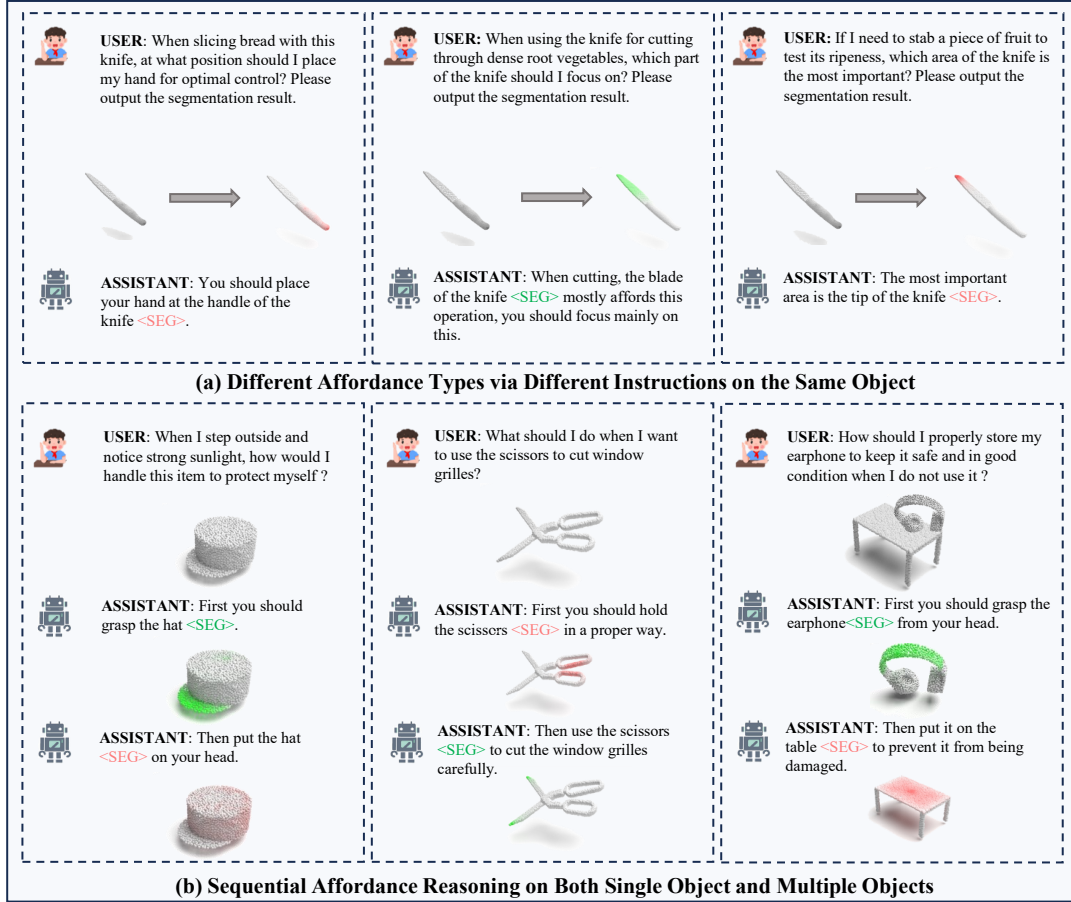 USER: When slicing bread with this
knife, at what position should I place
my hand for optimal control? Please
output the segmentation result.
ASSISTANT: You should place
your hand at the handle of the
knife <SEG>.
USER: When using the knife for cutting
through dense root vegetables, which part
of the knife should I focus on? Please
output the segmentation result.
ASSISTANT: When cutting, the blade
of the knife <SEG> mostly affords this
operation, you should focus mainly on
this.
USER: If I need to stab a piece of fruit to
test its ripeness, which area of the knife is
the most important? Please output the
segmentation result.
ASSISTANT: The most important
area is the tip of the knife <SEG>.
(a) Different Affordance Types via Different Instructions on the Same Object
USER: When I step outside and
notice strong sunlight, how would I
handle this item to protect myself ?
ASSISTANT: First you should
grasp the hat <SEG>.
ASSISTANT: Then put the hat
<SEG> on your head.
USER: What should I do when I want
to use the scissors to cut window
grilles?
ASSISTANT: First you should hold
the scissors <SEG> in a proper way.
ASSISTANT: Then use the scissors
<SEG> to cut the window grilles
carefully.
USER: How should I properly store my
earphone to keep it safe and in good
condition when I do not use it ?
ASSISTANT: First you should grasp the
earphone<SEG> from your head.
ASSISTANT: Then put it on the
table <SEG> to prevent it from being
damaged.
(b) Sequential Affordance Reasoning on Both Single Object and Multiple Objects